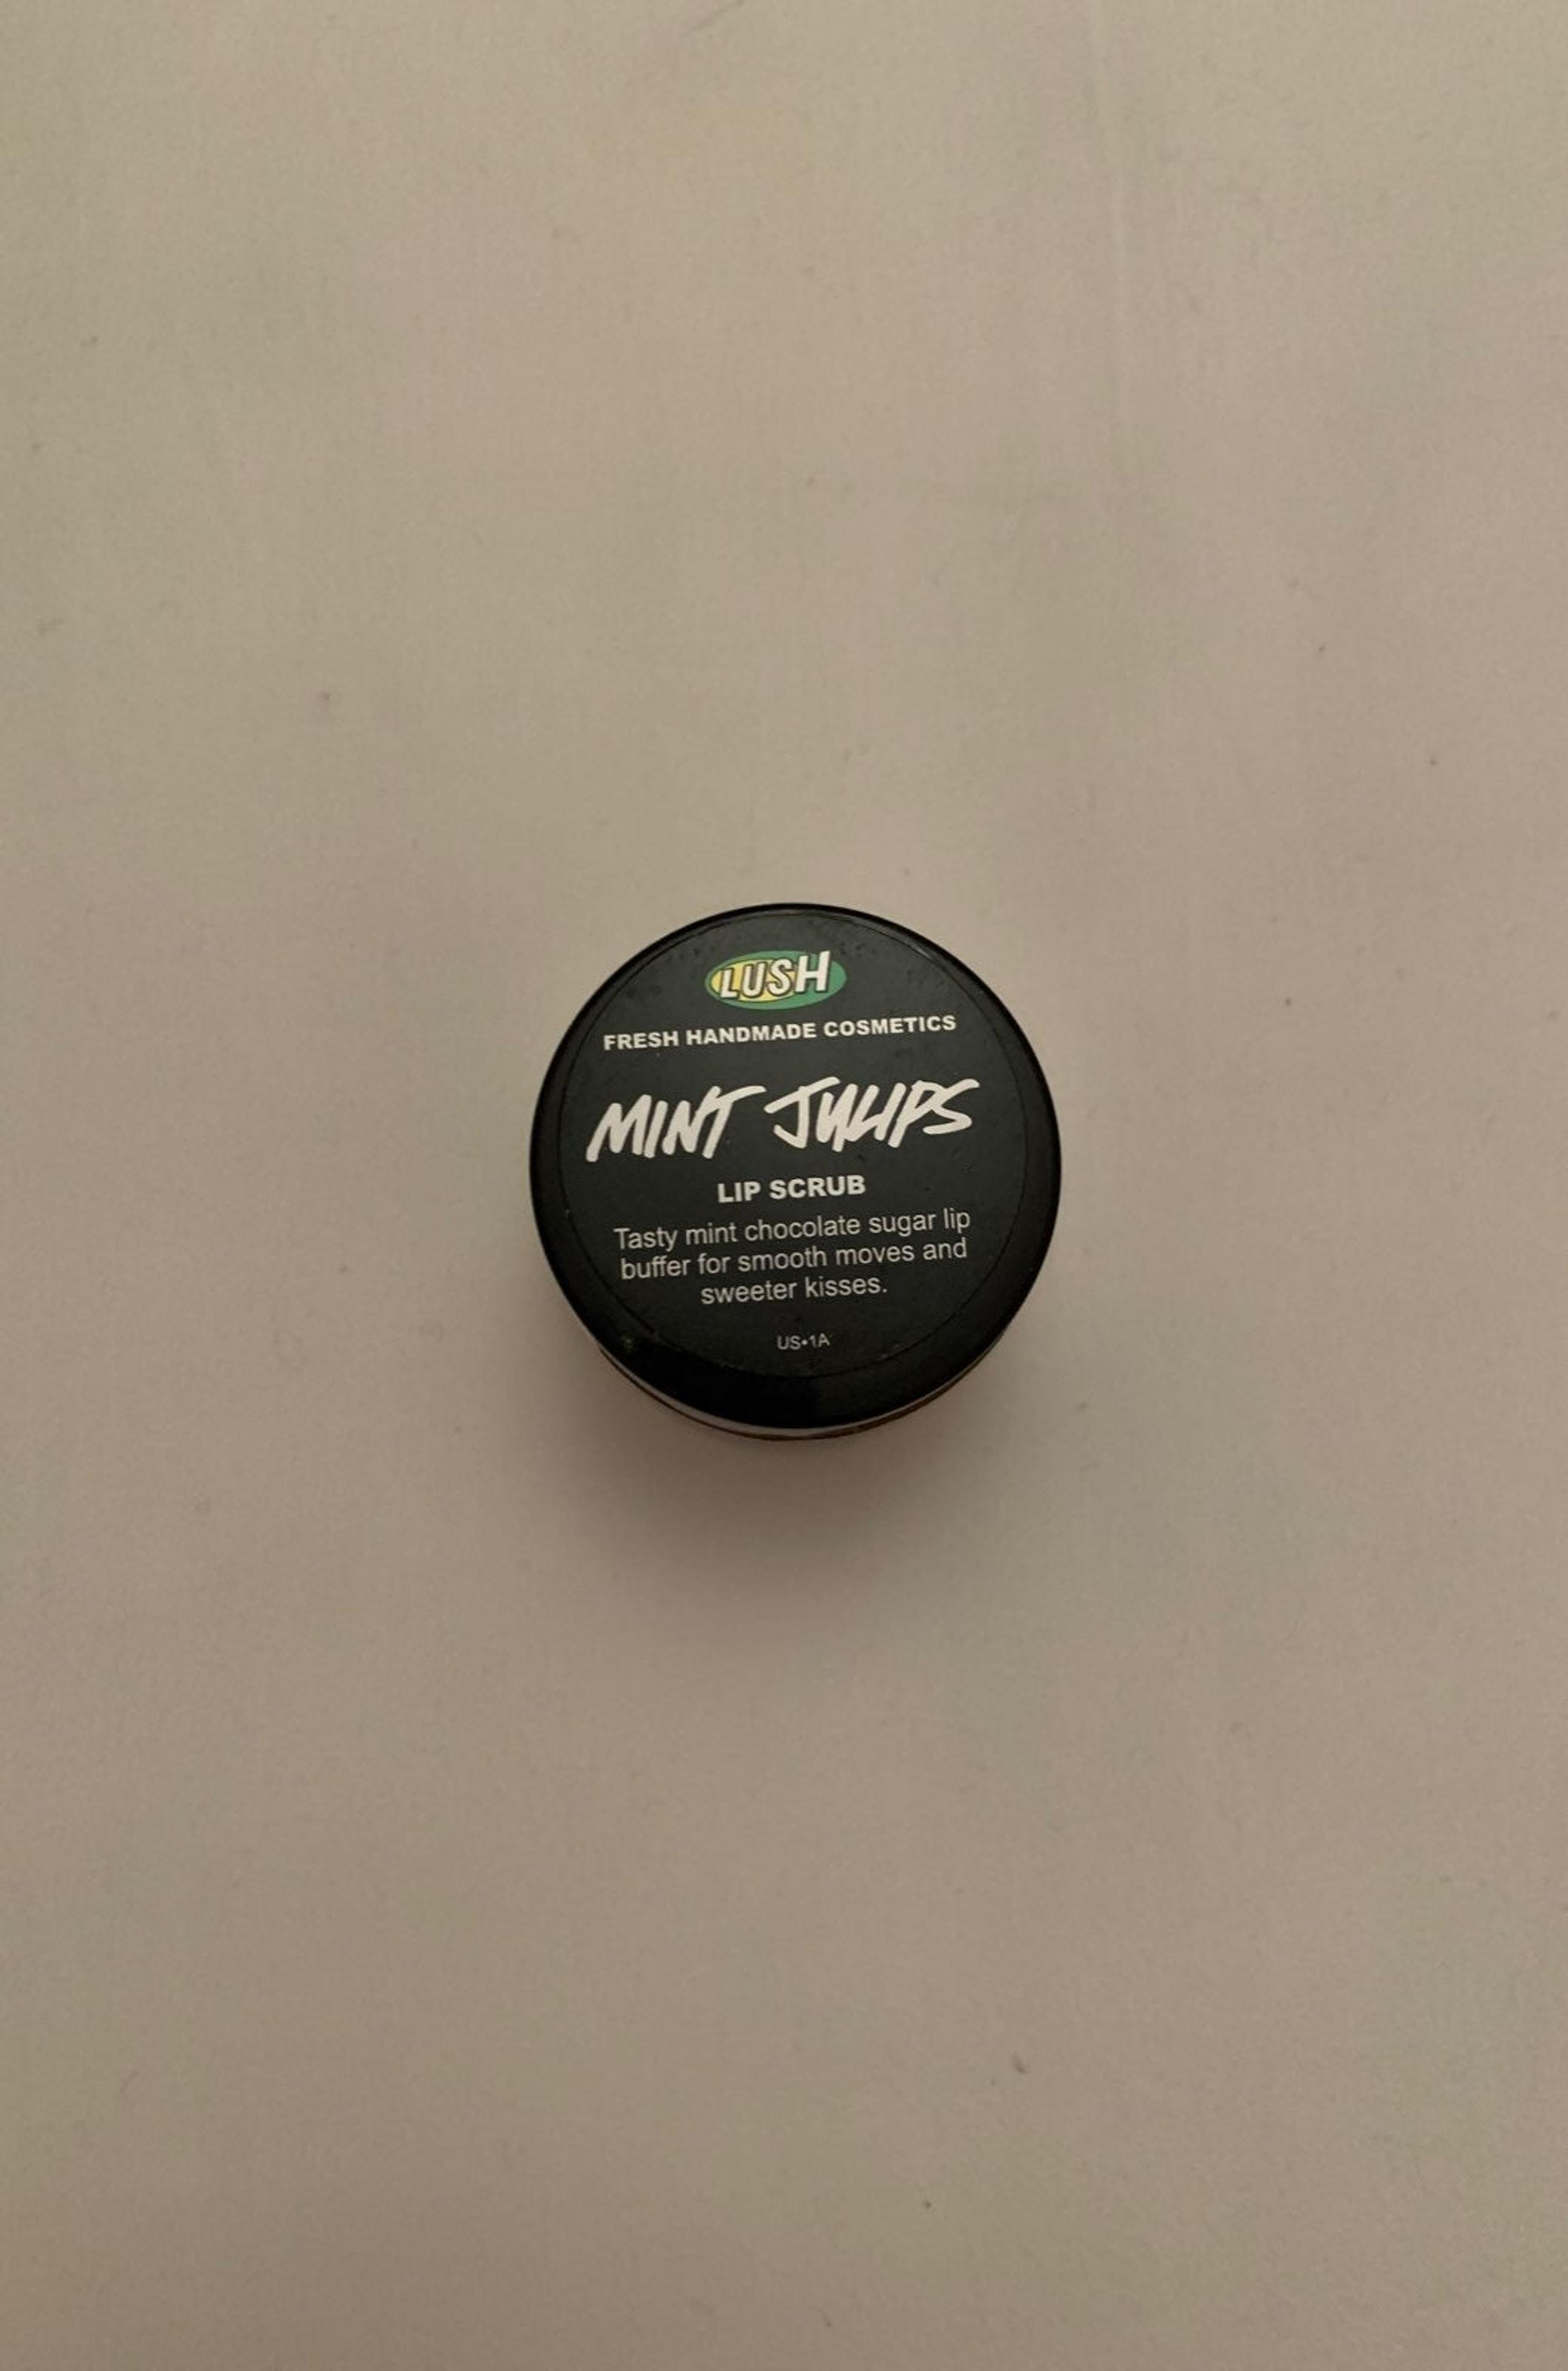 LUSH
FRESH HANDMADE COSMETICS
MINT JULIPS
LIP SCRUB
Tasty mint chocolate sugar lip
buffer for smooth moves and
sweeter kisses.
US•1A